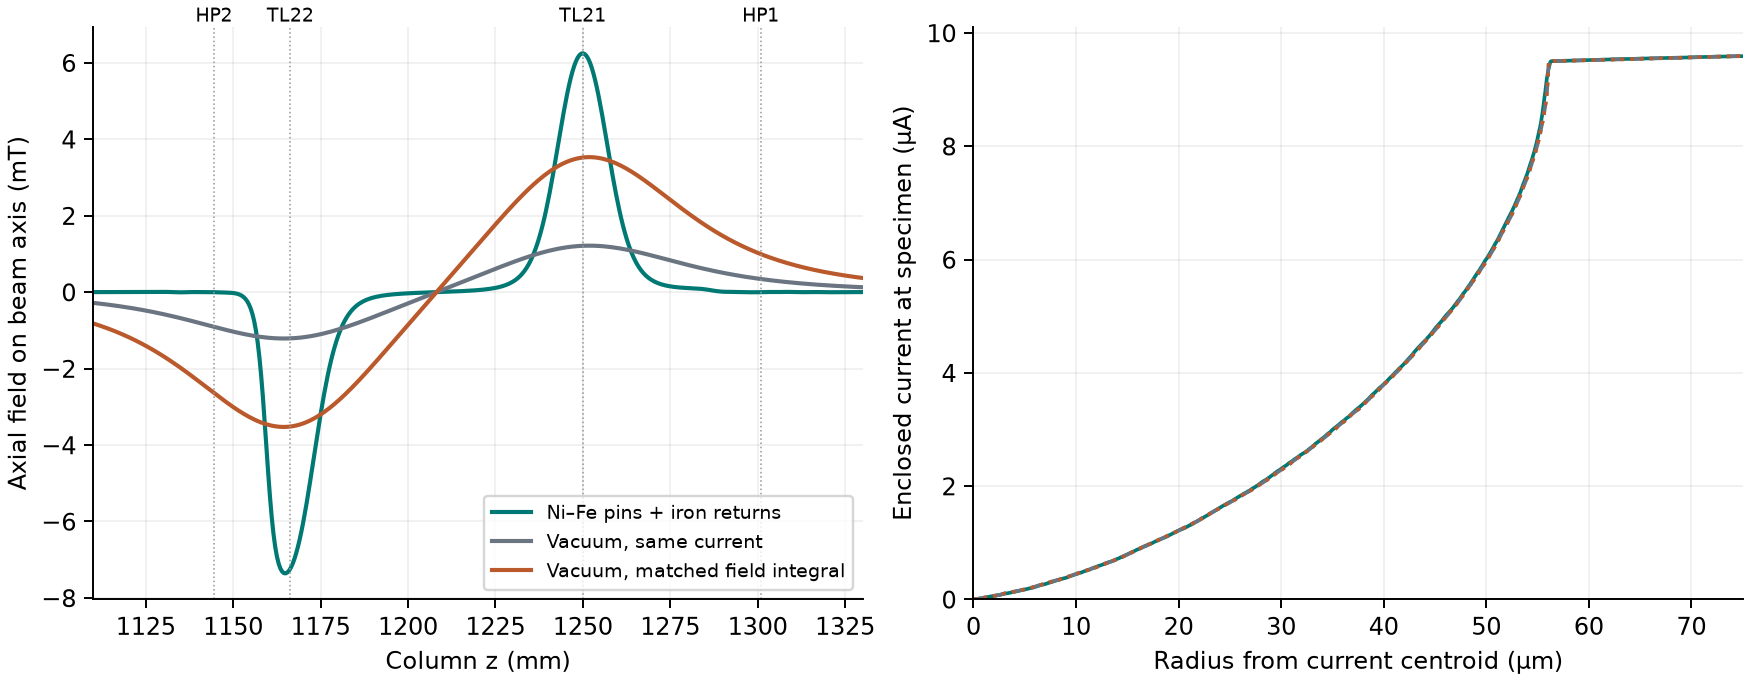 HP2 TL22 TL21 HP1
Axial field on beam axis (mT)
6
4
2
0
−2
−4
−6
−8
Ni–Fe pins + iron returns
Vacuum, same current
Vacuum, matched field integral
1125 1150 1175 1200 1225 1250 1275 1300 1325
Column z (mm)
Enclosed current at specimen (μA)
10
8
6
4
2
0
0 10 20 30 40 50 60 70
Radius from current centroid (μm)